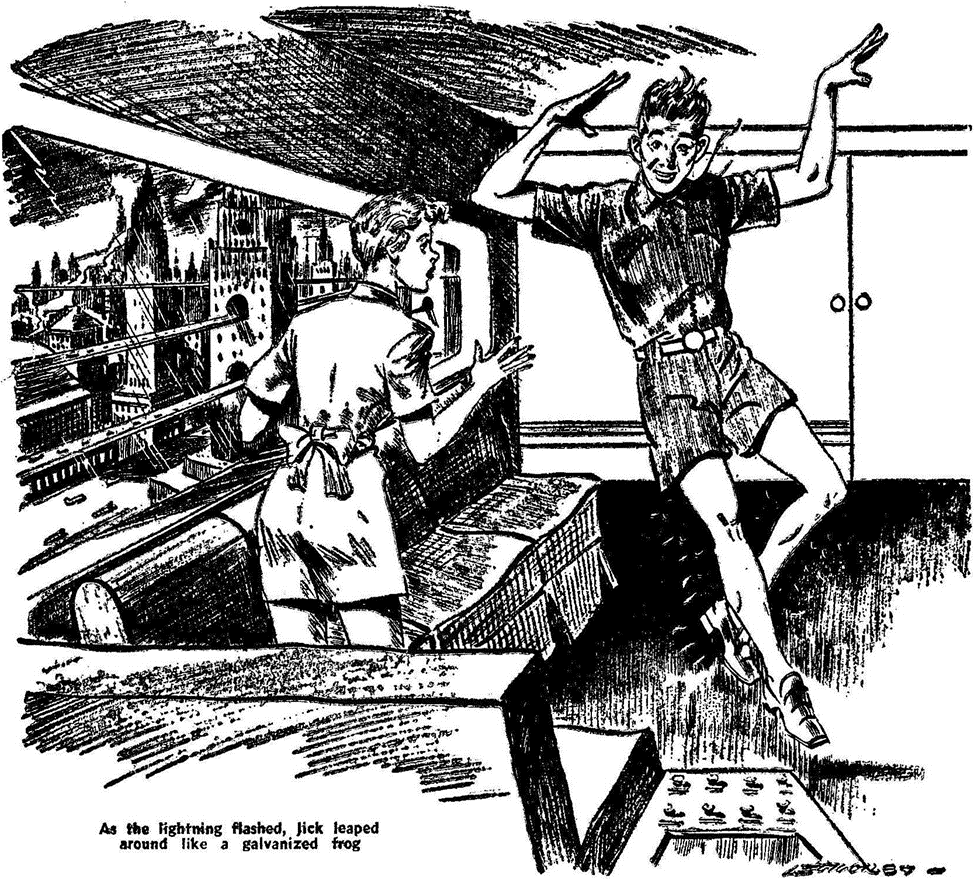 As the lightning flashed, Jick leaped
around like a galvanized frog